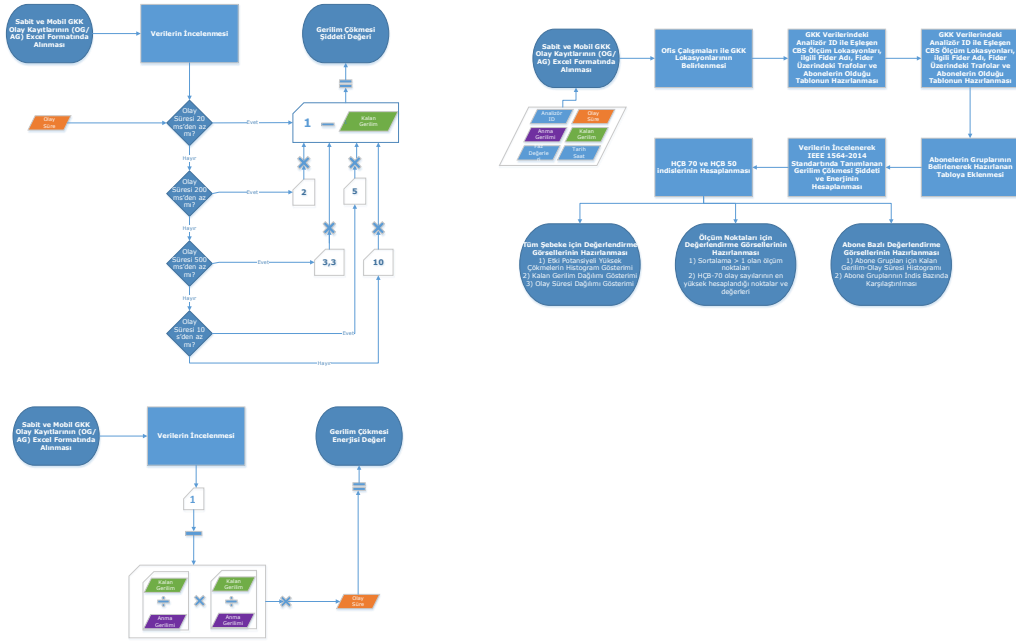 Sabit ve Mobil GKK
Olay Kayıtlarının (OG/
AG) Excel Formatında
Alınması
Verilerin İncelenmesi
Gerilim Çökmesi
Şiddeti Değeri
Olay
Süre
Olay
Süresi 20
ms'den az
mı?
Evet
1
Kalan
Gerilim
Hayır
Olay
Süresi 200
ms'den az
mı?
Evet
2
5
Hayır
Olay
Süresi 500
ms'den az
mı?
Evet
3,3
10
Hayır
Olay
Süresi 10
s'den az
mı?
Evet
Hayır
Sabit ve Mobil GKK
Olay Kayıtlarının (OG/
AG) Excel Formatında
Alınması
Ofis Çalışmaları ile GKK
Lokasyonlarının
Belirlenmesi
GKK Verilerindeki
Analizör ID ile Eşleşen
CBS Ölçüm Lokasyonları,
ilgili Fider Adı, Fider
Üzerindeki Trafolar ve
Abonelerin Olduğu
Tablonun Hazırlanması
GKK Verilerindeki
Analizör ID ile Eşleşen
CBS Ölçüm Lokasyonları,
ilgili Fider Adı, Fider
Üzerindeki Trafolar ve
Abonelerin Olduğu
Tablonun Hazırlanması
Analizör
ID
Olay
Süre
Anma
Gerilimi
Kalan
Gerilim
Faz
Değerle
Tarih
Saat
HÇB 70 ve HÇB 50
indislerinin Hesaplanması
Verilerin İncelenerek
IEEE 1564-2014
Standartında Tanımlanan
Gerilim Çökmesi Şiddeti
ve Enerjinin
Hesaplanması
Abonelerin Gruplarının
Belirlenerek Hazırlanan
Tabloya Eklenmesi
Tüm Şebeke için Değerlendirme
Görsellerinin Hazırlanması
1) Etki Potansiyeli Yüksek
Çökmelerin Histogram Gösterimi
2) Kalan Gerilim Dağılımı Gösterimi
3) Olay Süresi Dağılımı Gösterimi
Ölçüm Noktaları için
Değerlendirme Görsellerinin
Hazırlanması
1) Sortalama > 1 olan ölçüm
noktaları
2) HÇB-70 olay sayılarının en
yüksek hesaplandığı noktalar ve
değerleri
Abone Bazlı Değerlendirme
Görsellerinin Hazırlanması
1) Abone Grupları için Kalan
Gerilim-Olay Süresi Histogramı
2) Abone Gruplarının İndis Bazında
Karşılaştırılması
Sabit ve Mobil GKK
Olay Kayıtlarının (OG/
AG) Excel Formatında
Alınması
Verilerin İncelenmesi
Gerilim Çökmesi
Enerjisi Değeri
1
Kalan
Gerilim
Kalan
Gerilim
Anma
Gerilimi
Anma
Gerilimi
Olay
Süre